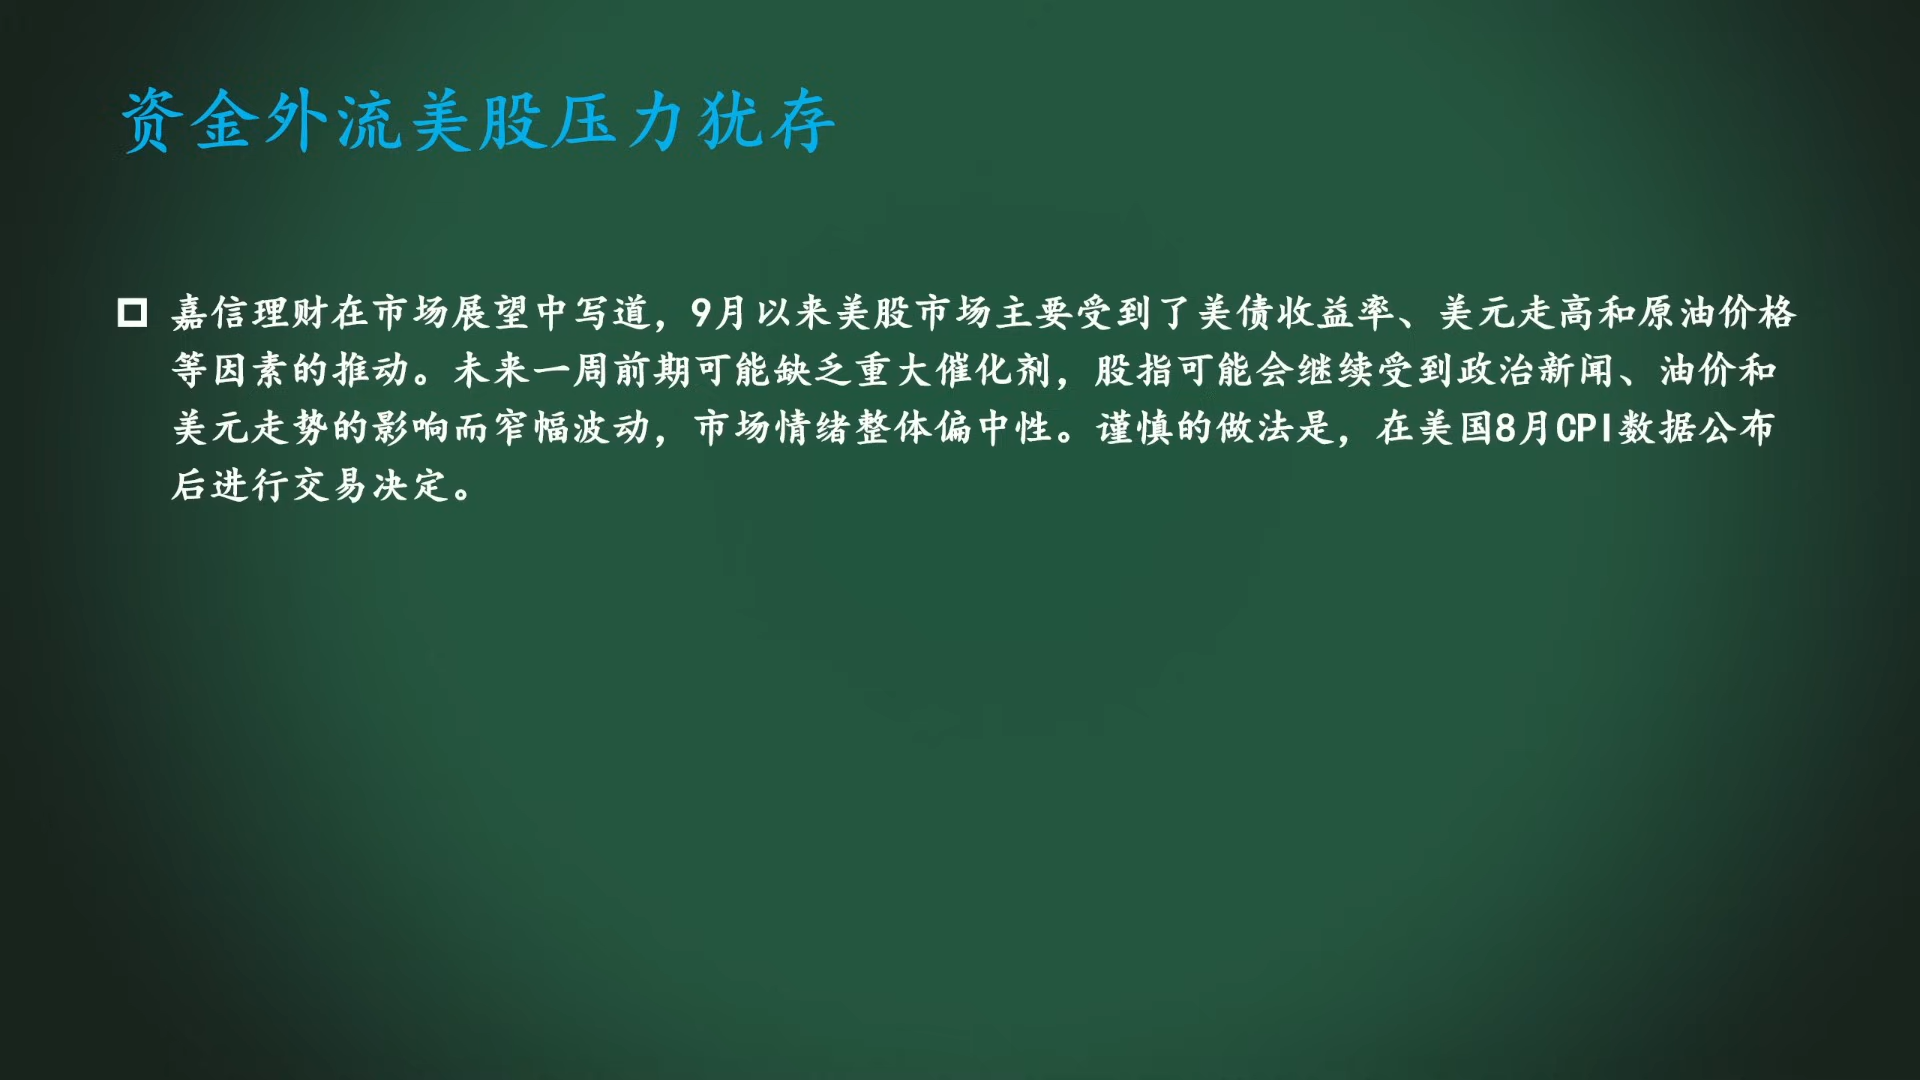 资金外流美股压力犹存
嘉信理财在市场展望中写道，9月以来美股市场主要受到了美债收益率、美元走高和原油价格
等因素的推动。未来一周前期可能缺乏重大催化剂，股指可能会继续受到政治新闻、油价和
美元走势的影响而窄幅波动，市场情绪整体偏中性。谨慎的做法是，在美国8月CPI数据公布
后进行交易决定。